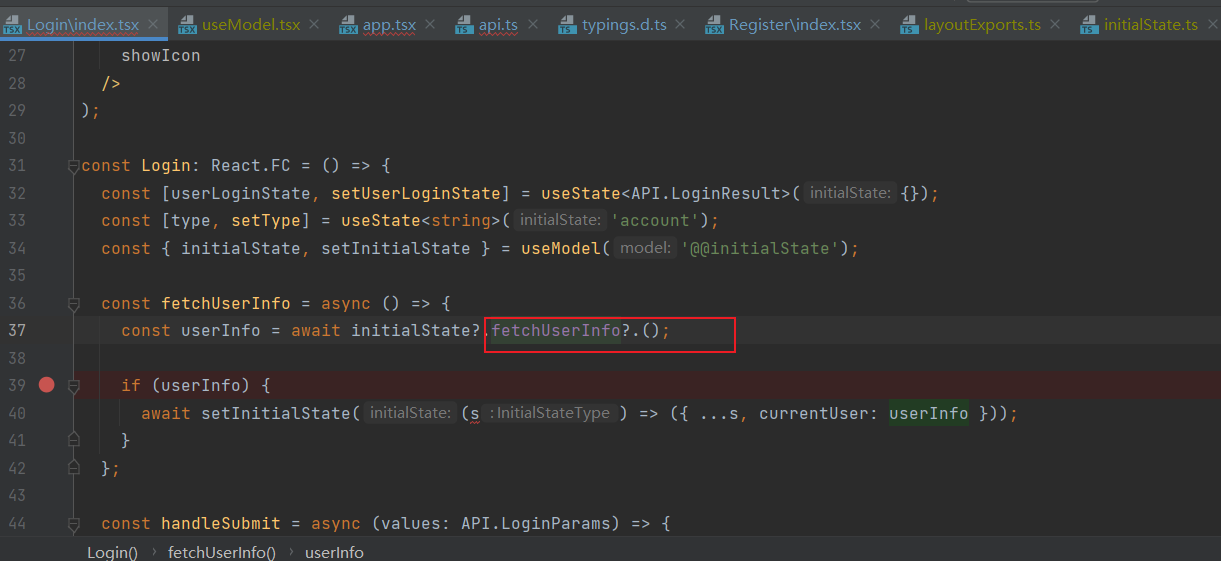 Login\index.tsx useModel.tsx app.tsx api.ts typings.d.ts Register\index.tsx layoutExports.ts initialState.ts
27 showIcon
28 />
29 );
30
31 const Login: React.FC = () => {
32 const [userLoginState, setUserLoginState] = useState<API.LoginResult>( initialState: {});
33 const [type, setType] = useState<string>( initialState: 'account');
34 const { initialState, setInitialState } = useModel( model: '@@initialState');
35
36 const fetchUserInfo = async () => {
37 const userInfo = await initialState?.fetchUserInfo?.();
38
39 if (userInfo) {
40 await setInitialState( initialState: (s : InitialStateType ) => ({ ...s, currentUser: userInfo }));
41 }
42 };
43
44 const handleSubmit = async (values: API.LoginParams) => {
Login() › fetchUserInfo() › userInfo